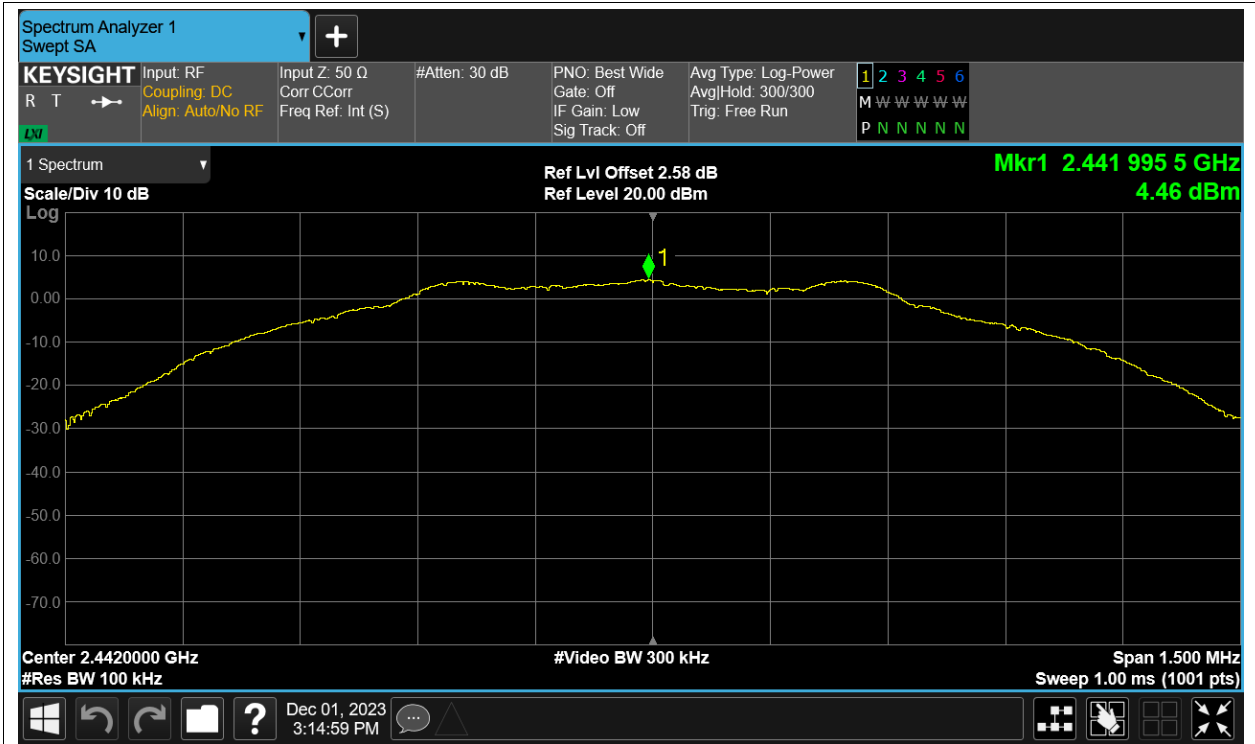 Spectrum Analyzer 1
Swept SA
+
KEYSIGHT
R T
LXI
Input: RF
Coupling: DC
Align: Auto/No RF
Input Z: 50 Ω
Corr CCorr
Freq Ref: Int (S)
#Atten: 30 dB
PNO: Best Wide
Gate: Off
IF Gain: Low
Sig Track: Off
Avg Type: Log-Power
Avg|Hold: 300/300
Trig: Free Run
1 2 3 4 5 6
M W W W W W
P N N N N N
1 Spectrum
Scale/Div 10 dB
Log
Ref Lvl Offset 2.58 dB
Ref Level 20.00 dBm
Mkr1 2.441 995 5 GHz
4.46 dBm
1
10.0
0.00
-10.0
-20.0
-30.0
-40.0
-50.0
-60.0
-70.0
Center 2.4420000 GHz
#Video BW 300 kHz
Span 1.500 MHz
#Res BW 100 kHz
Sweep 1.00 ms (1001 pts)
?
Dec 01, 2023
3:14:59 PM